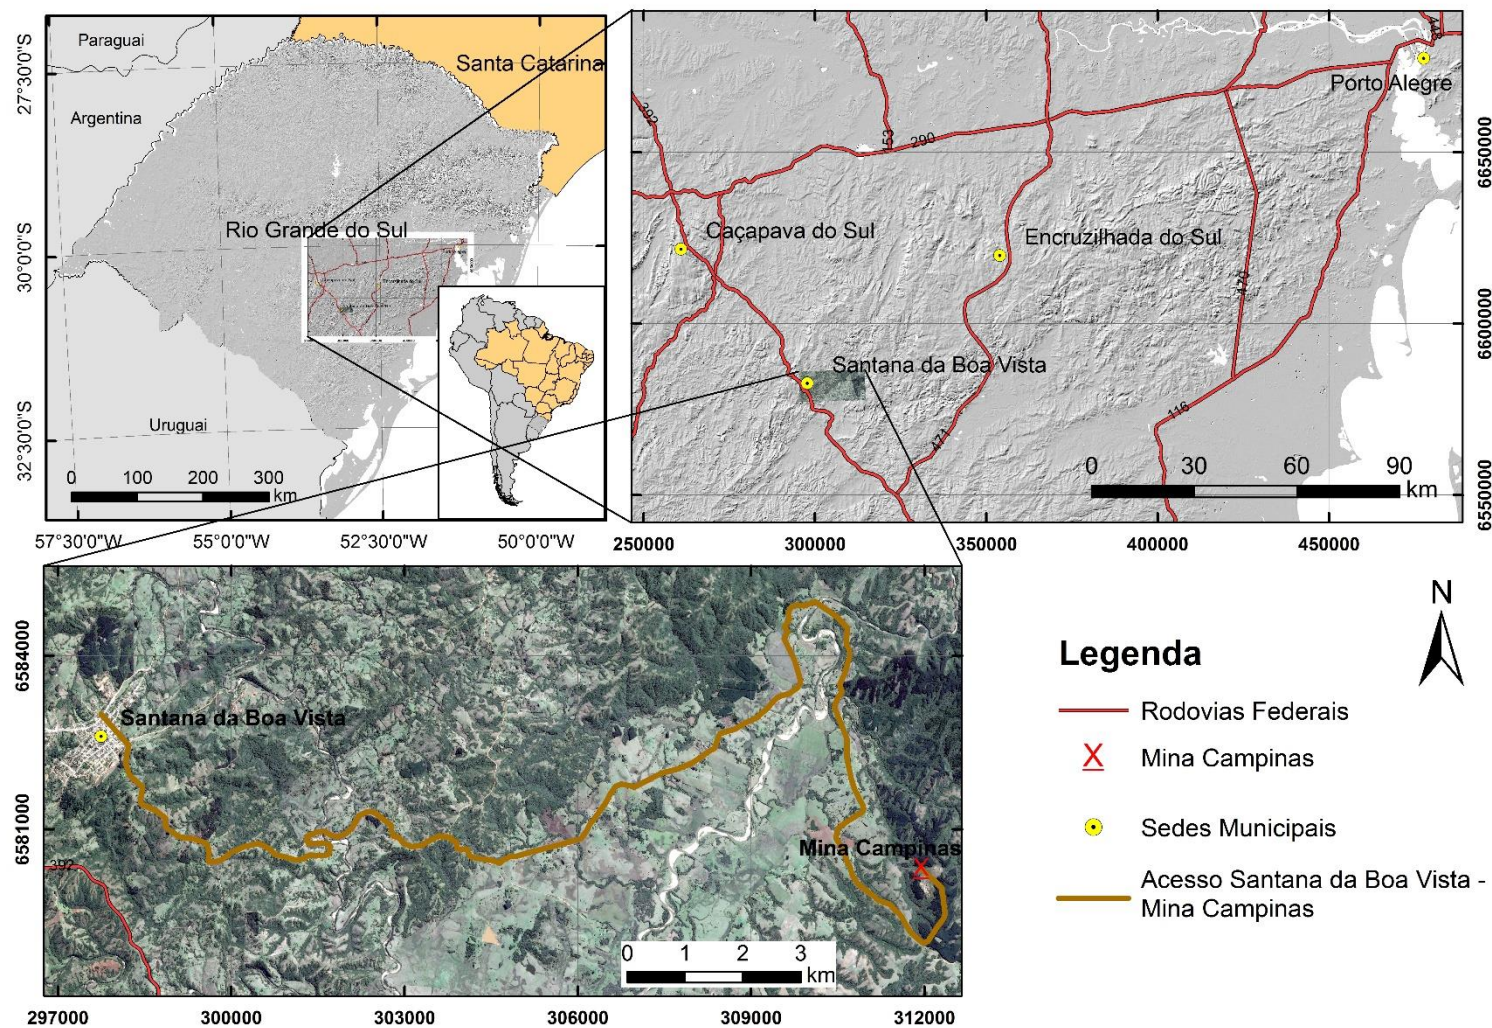 Paraguai
Santa Catarina
Argentina
Rio Grande do Sul
Uruguai
27°30'0"S
30°0'0"S
32°30'0"S
0 100 200 300
km
57°30'0"W 55°0'0"W 52°30'0"W 50°0'0"W
448
Porto Alegre
392
153
290
Caçapava do Sul
Encruzilhada do Sul
470
Santana da Boa Vista
116
471
0 30 60 90
km
6650000
6600000
6550000
250000 300000 350000 400000 450000
6584000
6581000
Santana da Boa Vista
392
Mina Campinas
X
0 1 2 3
km
297000 300000 303000 306000 309000 312000
N
Legenda
Rodovias Federais
X Mina Campinas
Sedes Municipais
Acesso Santana da Boa Vista -
Mina Campinas